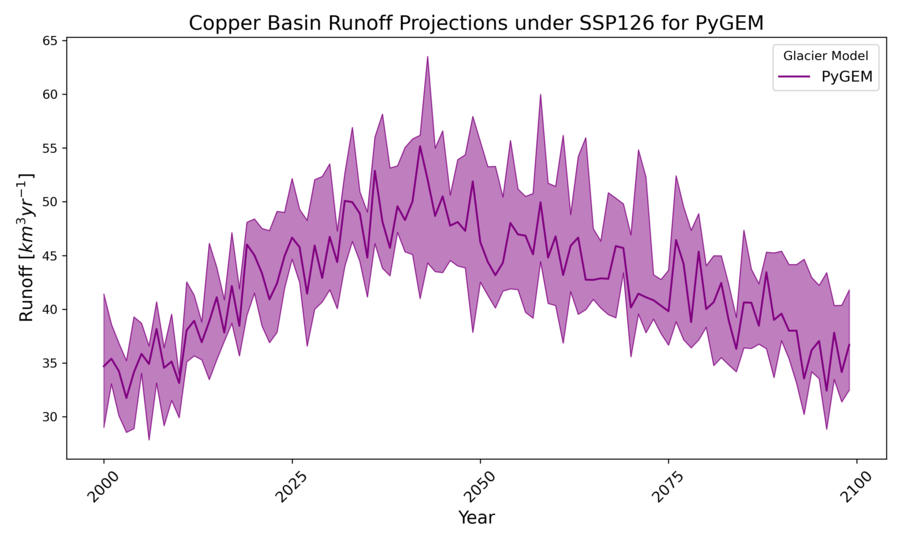 Copper Basin Runoff Projections under SSP126 for PyGEM
Glacier Model
PyGEM
Runoff [km³yr⁻¹]
65
60
55
50
45
40
35
30
2000
2025
2050
2075
2100
Year